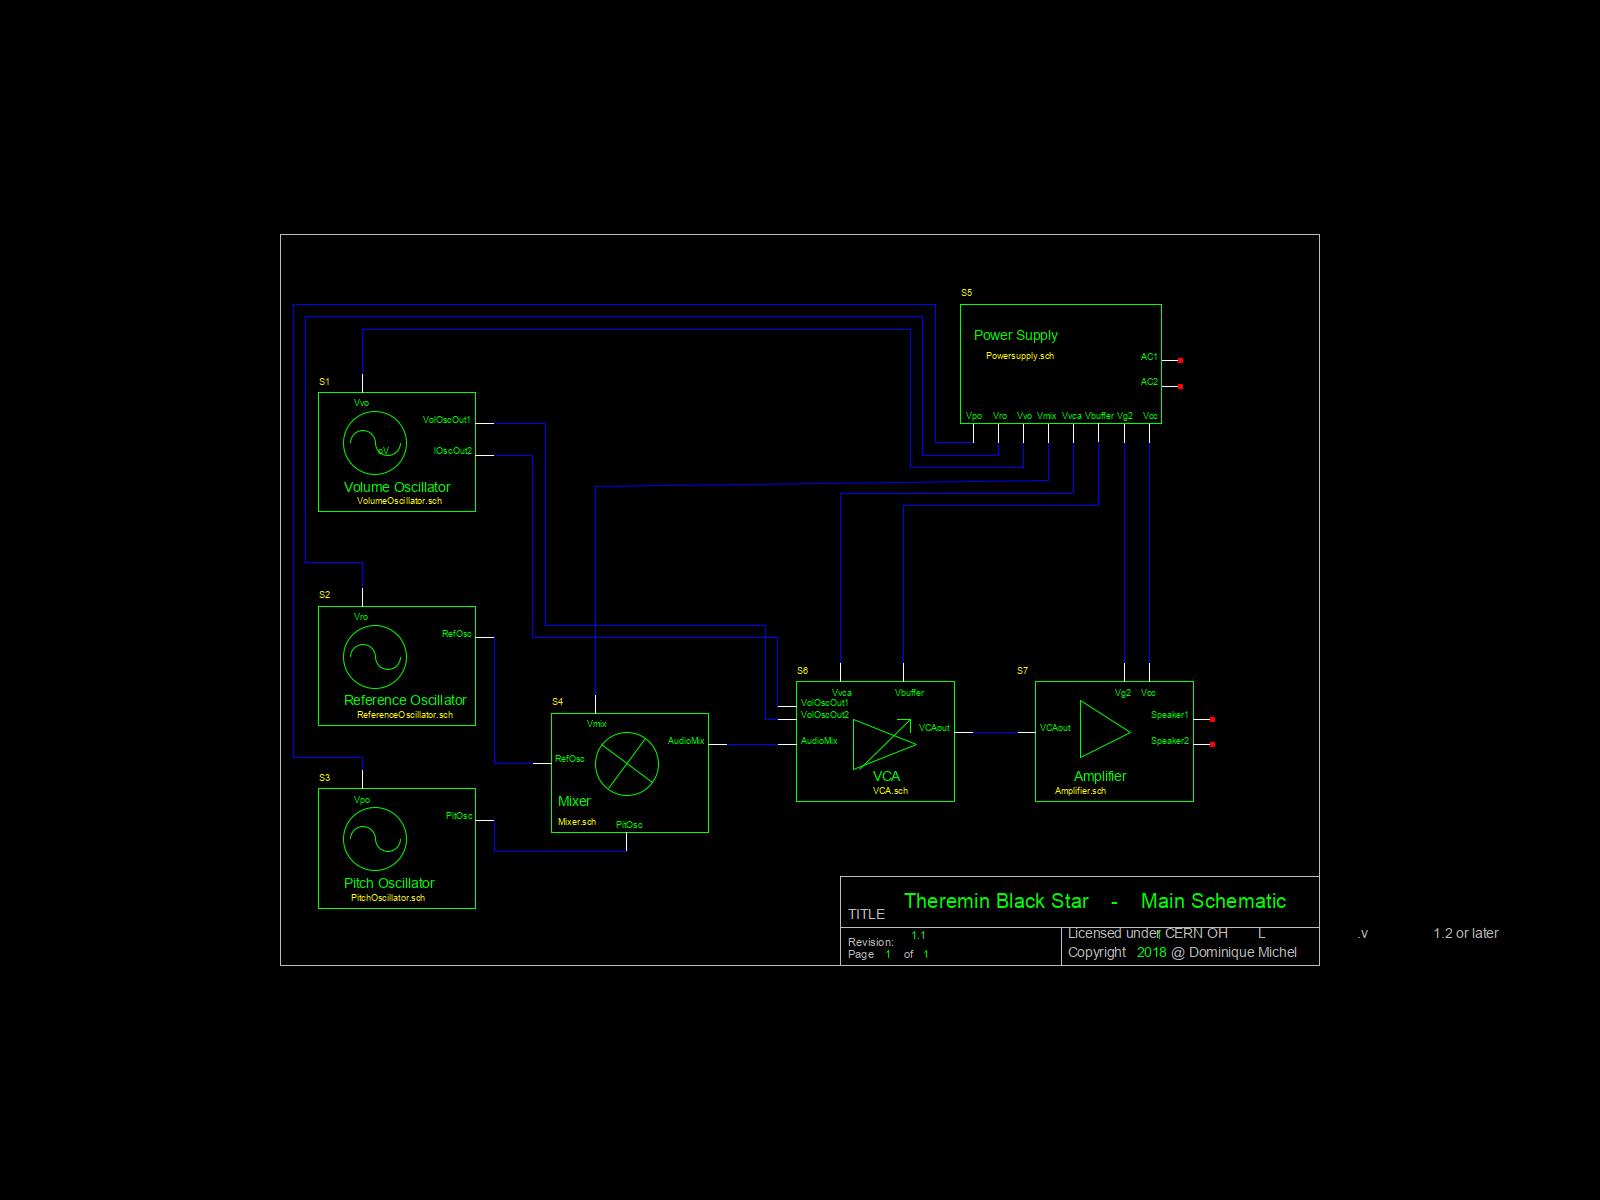 S5
Power Supply
Powersupply.sch
AC1
AC2
Vpo Vro Vvo Vmix Vvca Vbuffer Vg2 Vcc
S1
Vvo
VolOscOut1
lOscOut2
oV
Volume Oscillator
VolumeOscillator.sch
S2
Vro
RefOsc
Reference Oscillator
ReferenceOscillator.sch
S3
Vpo
PitOsc
Pitch Oscillator
PitchOscillator.sch
S4
Vmix
AudioMix
RefOsc
Mixer
Mixer.sch
PitOsc
S6
Vvca Vbuffer
VolOscOut1
VolOscOut2
VCAout
AudioMix
VCA
VCA.sch
S7
Vg2 Vcc
Speaker1
VCAout
Speaker2
Amplifier
Amplifier.sch
TITLE Theremin Black Star - Main Schematic
Revision: 1.1
Page 1 of 1
Licensed under CERN OH L .v 1.2 or later
Copyright 2018 @ Dominique Michel